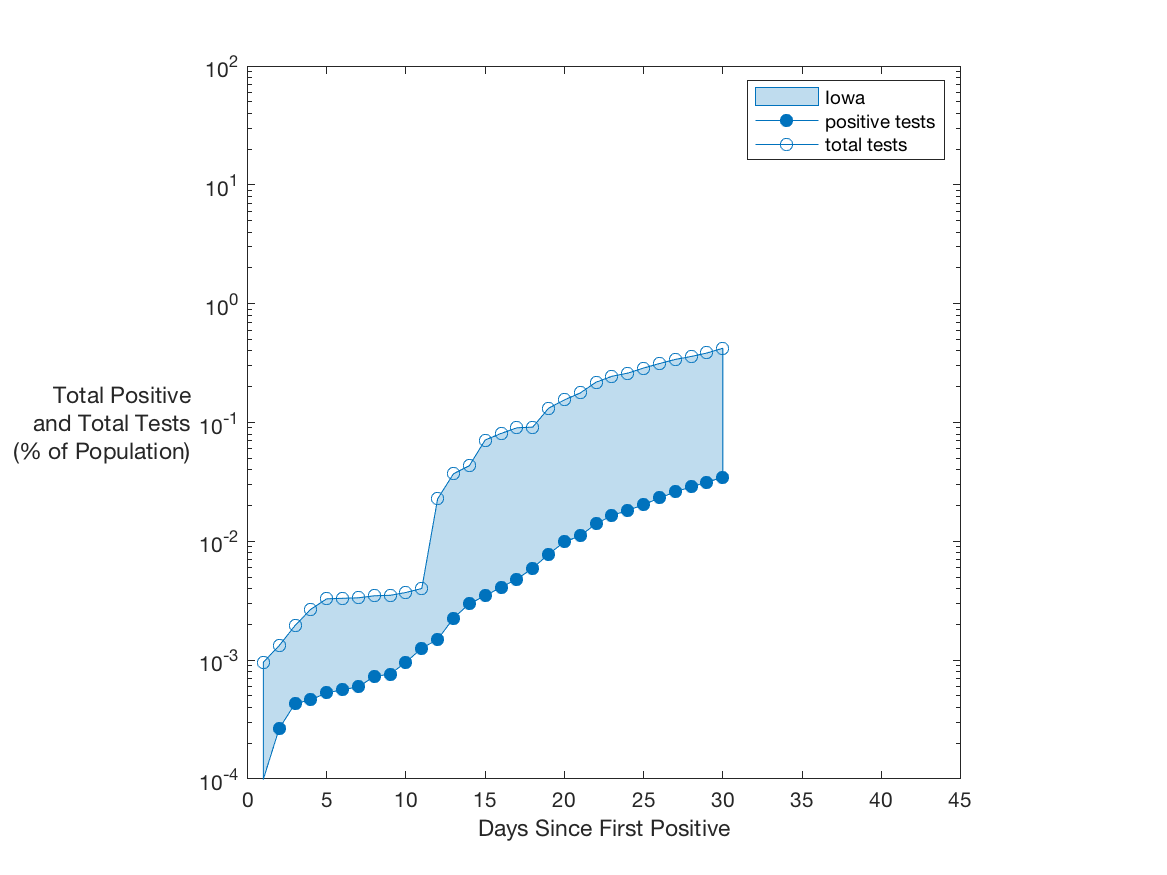 10^2
10^1
10^0
10^-1
10^-2
10^-3
10^-4
Total Positive
and Total Tests
(% of Population)
Iowa
positive tests
total tests
0 5 10 15 20 25 30 35 40 45
Days Since First Positive